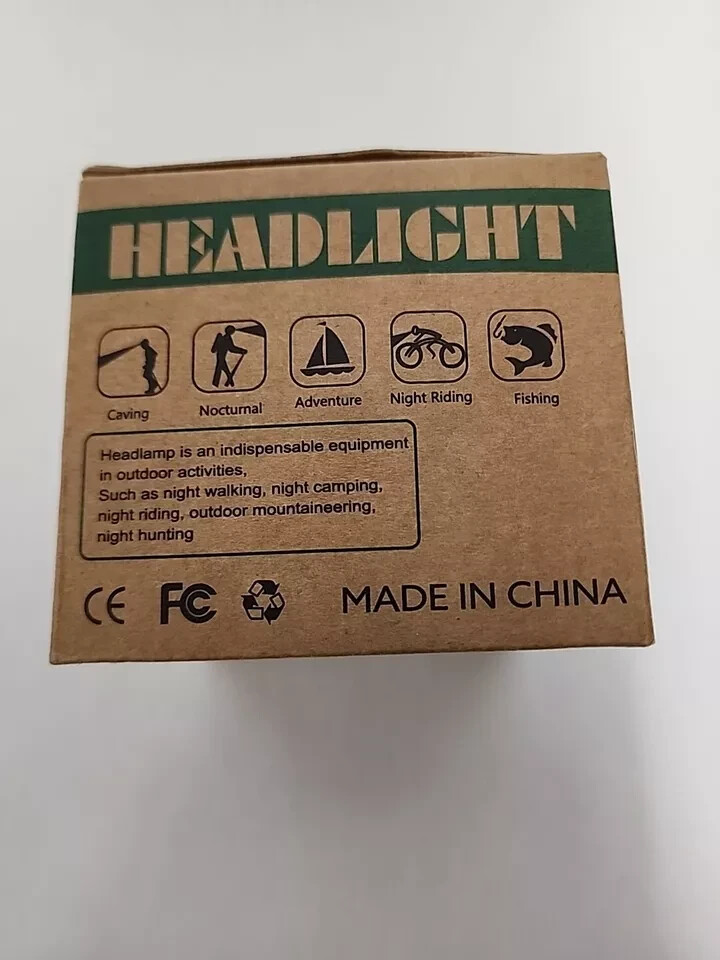 HEADLIGHT
Caving Nocturnal Adventure Night Riding Fishing
Headlamp is an indispensable equipment
in outdoor activities,
Such as night walking, night camping,
night riding, outdoor mountaineering,
night hunting
CE FC MADE IN CHINA